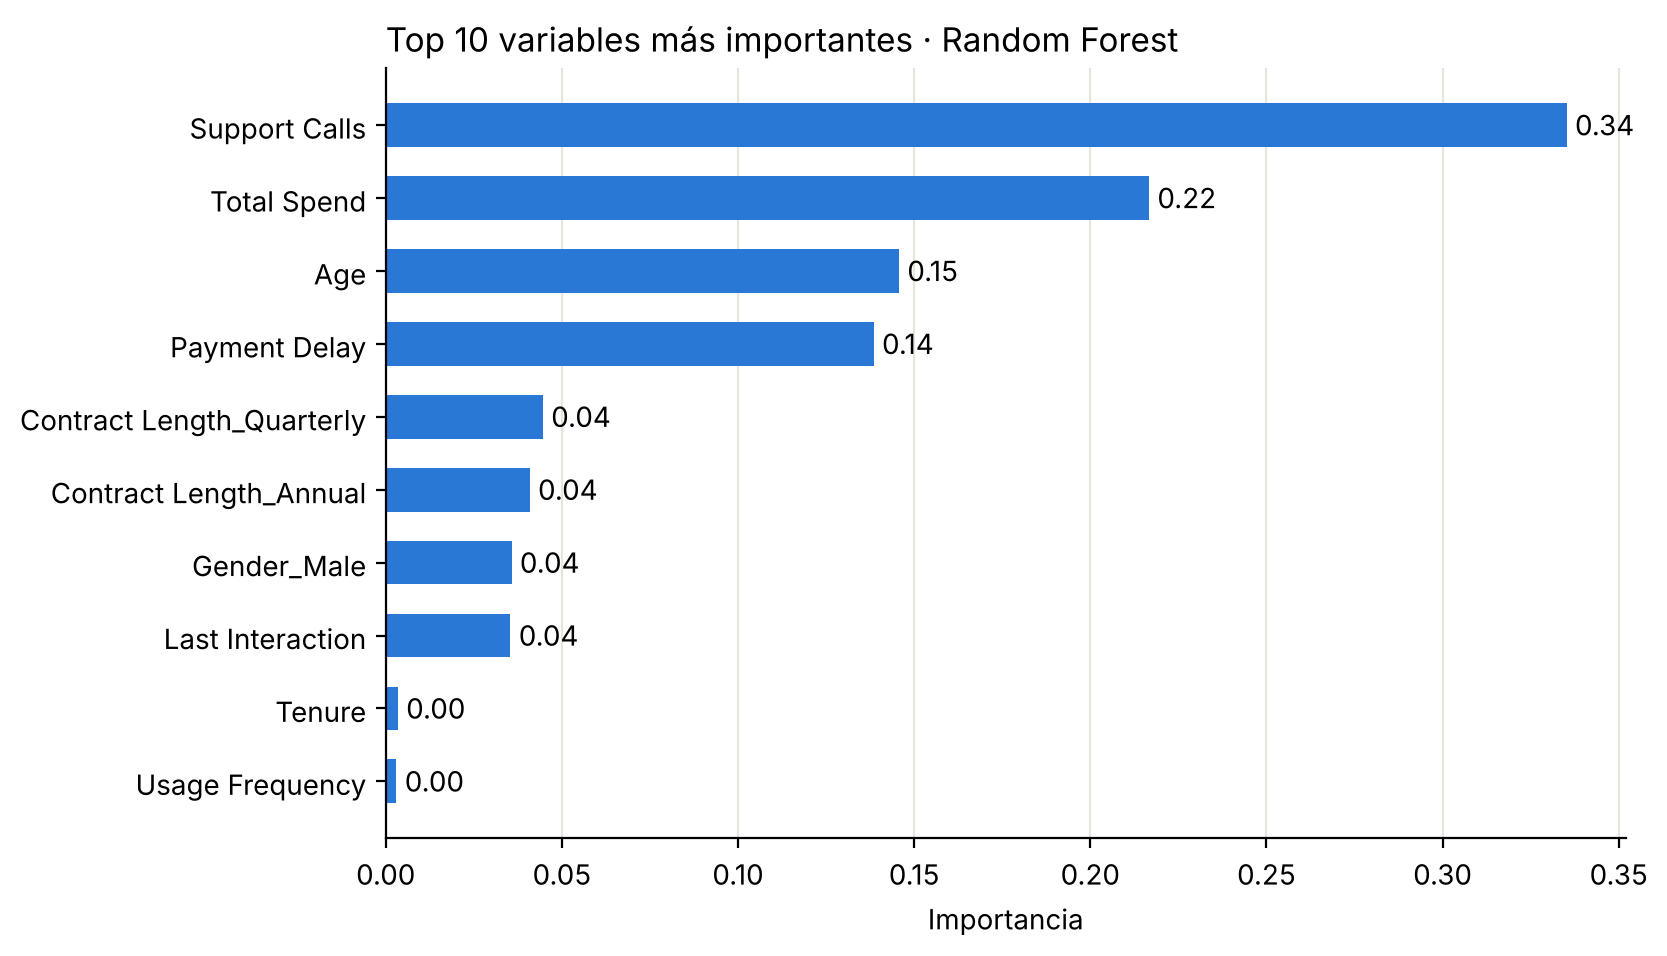 Top 10 variables más importantes · Random Forest
Support Calls 0.34
Total Spend 0.22
Age 0.15
Payment Delay 0.14
Contract Length_Quarterly 0.04
Contract Length_Annual 0.04
Gender_Male 0.04
Last Interaction 0.04
Tenure 0.00
Usage Frequency 0.00
0.00 0.05 0.10 0.15 0.20 0.25 0.30 0.35
Importancia